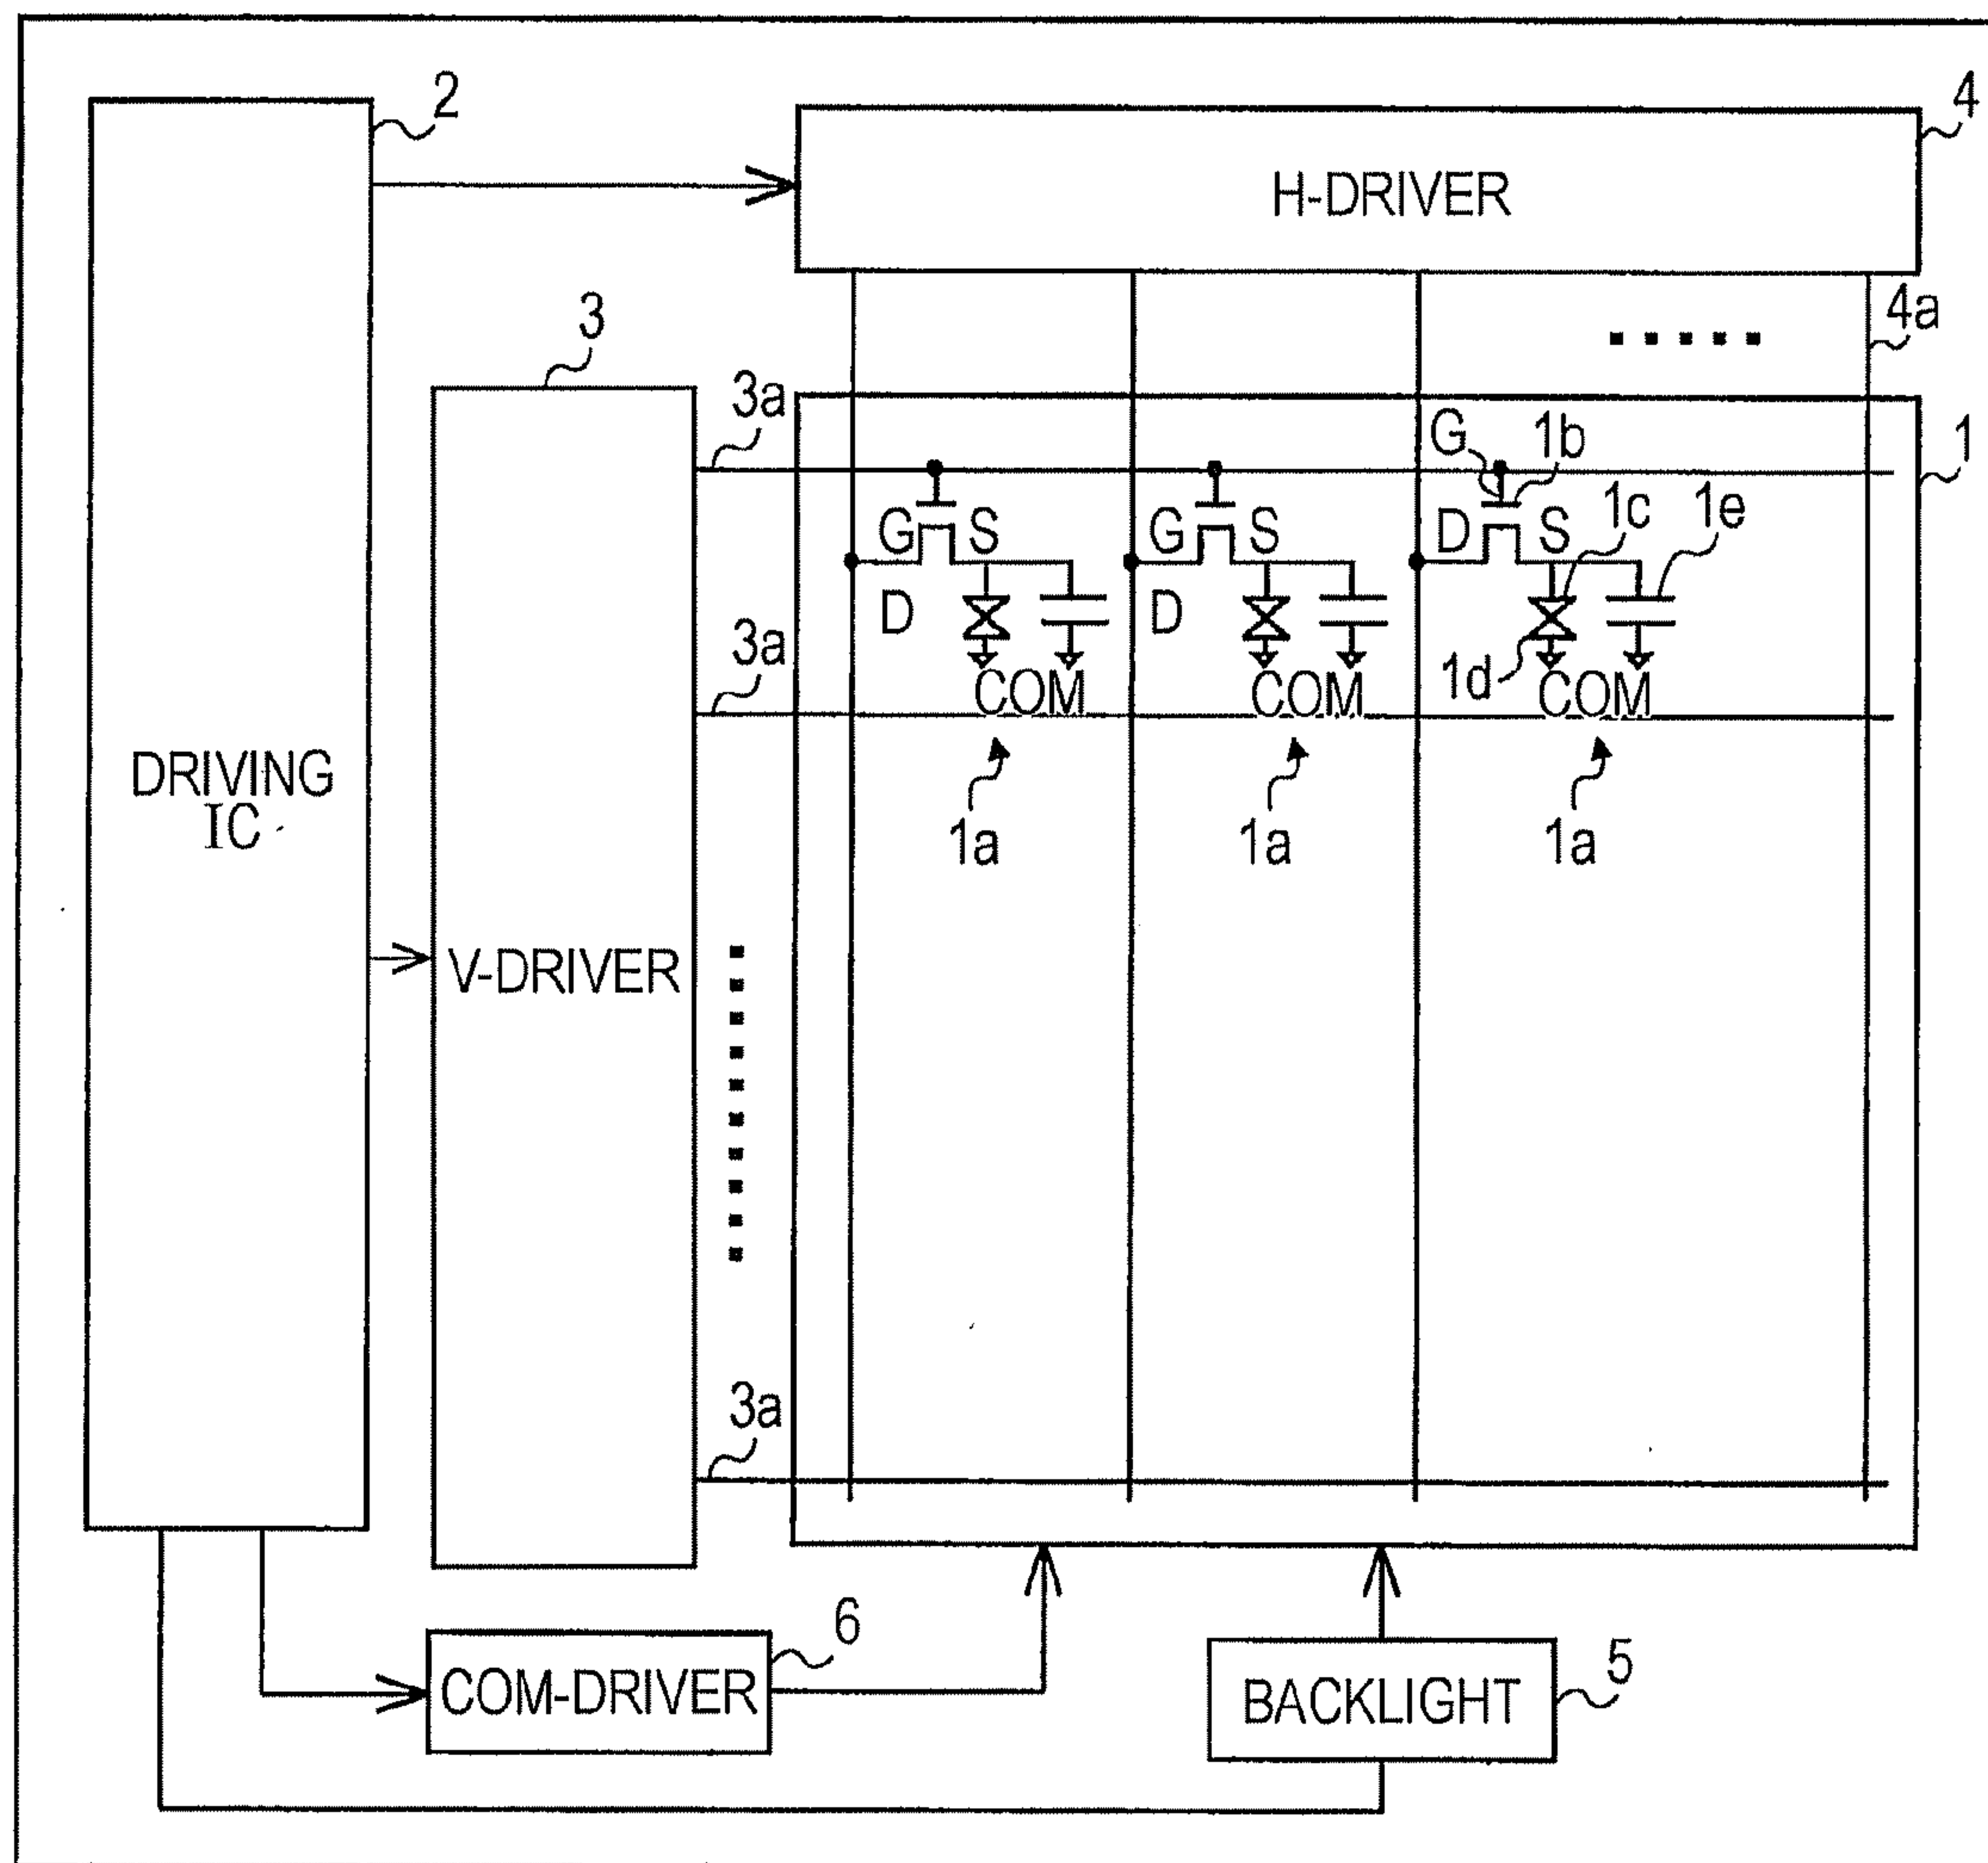 2
4
H-DRIVER
4a
3
3a
G
1b
1
G
S
G
S
D
S
1c
1e
D
D
3a
COM
COM
1d
COM
DRIVING
IC
1a
1a
1a
V-DRIVER
3a
6
COM-DRIVER
BACKLIGHT
5